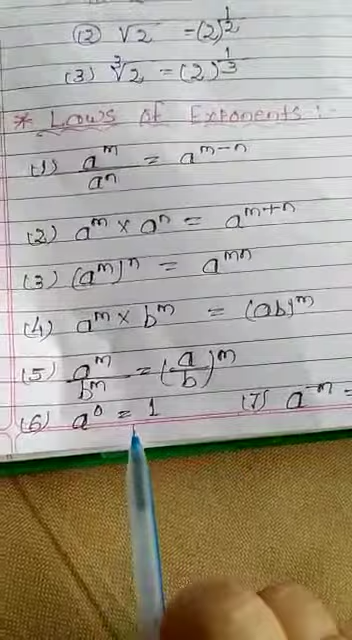 (2) √2 = (2)^{1/2}
(3) ∛2 = (2)^{1/3}
* Laws of Exponents :-
(1) a^m / a^n = a^{m-n}
(2) a^m × a^n = a^{m+n}
(3) (a^m)^n = a^{mn}
(4) a^m × b^m = (ab)^m
(5) a^m / b^m = (a/b)^m
(6) a^0 = 1 (7) a^{-m} =